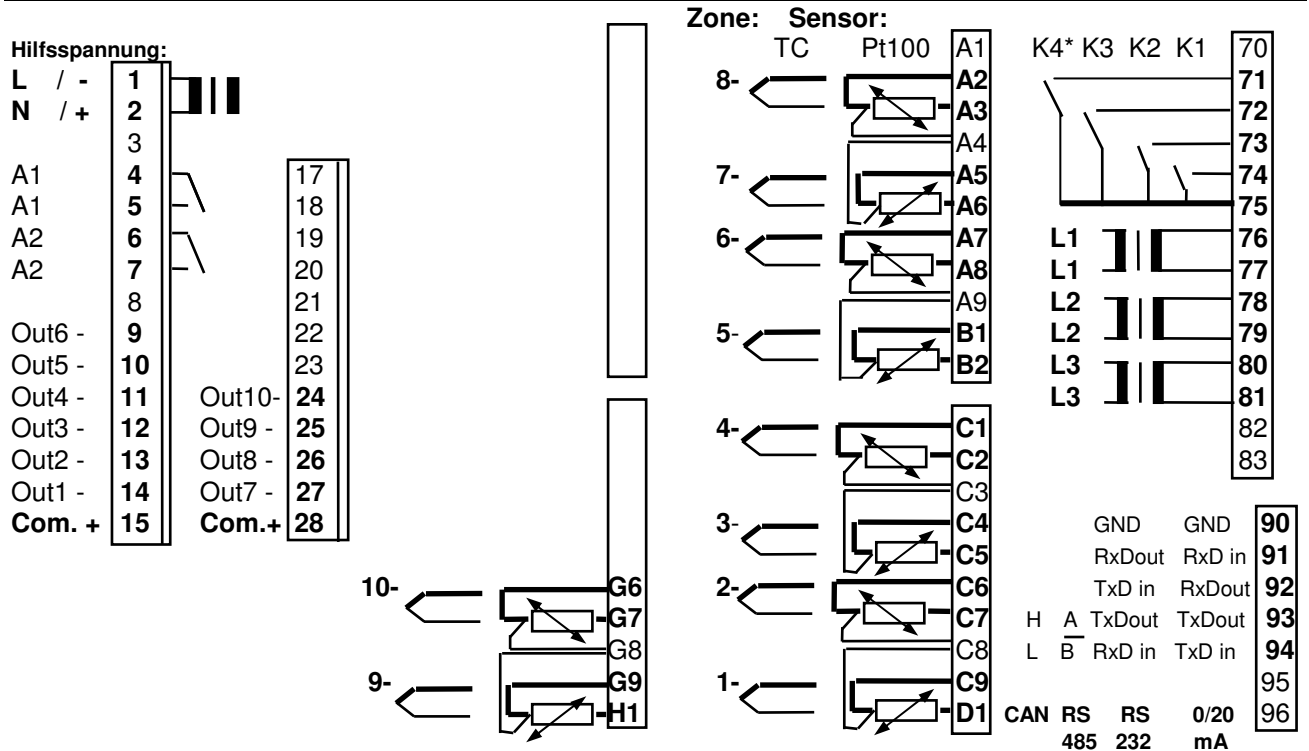 Zone: Sensor:
Hilfsspannung:
L / - 1
N / + 2
3
A1 4
A1 5
A2 6
A2 7
8
Out6 - 9
Out5 - 10
Out4 - 11
Out3 - 12
Out2 - 13
Out1 - 14
Com. + 15
17
18
19
20
21
22
23
Out10- 24
Out9 - 25
Out8 - 26
Out7 - 27
Com.+ 28
10- G6
G7
G8
9- G9
H1
TC Pt100 A1
8- A2
A3
A4
7- A5
A6
6- A7
A8
A9
5- B1
B2
4- C1
C2
C3
3- C4
C5
2- C6
C7
C8
1- C9
D1
K4* K3 K2 K1 70
71
72
73
74
75
L1 76
L1 77
L2 78
L2 79
L3 80
L3 81
82
83
GND GND 90
RxDout RxD in 91
TxD in RxDout 92
H A TxDout TxDout 93
L B RxD in TxD in 94
95
96
CAN RS RS 0/20
485 232 mA